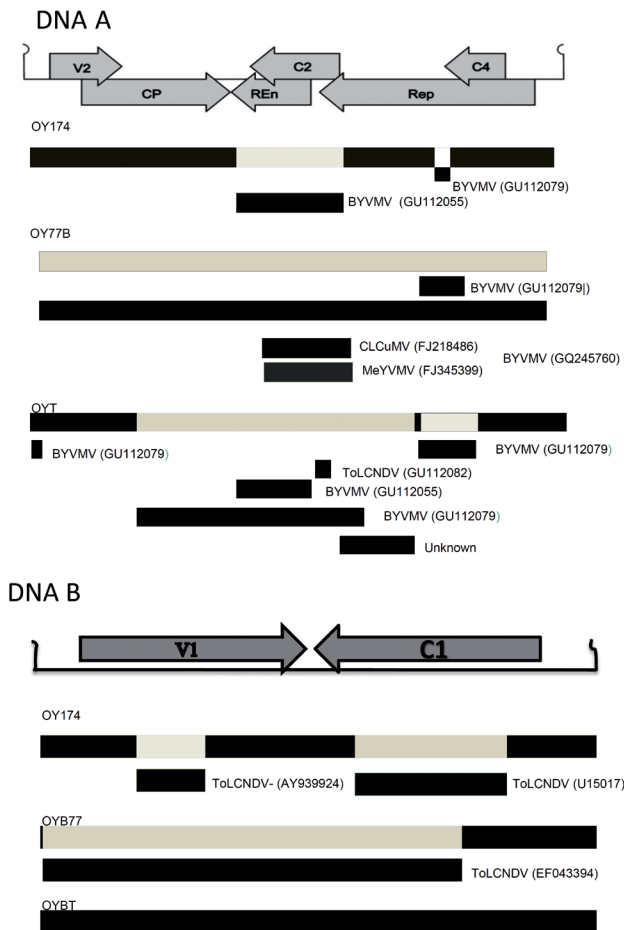 DNA A
V2 C2 C4
CP REn Rep
OY174
BYVMV (GU112079)
BYVMV (GU112055)
OY77B
BYVMV (GU112079|)
CLCuMV (FJ218486)
BYVMV (GQ245760)
MeYVMV (FJ345399)
OYT
BYVMV (GU112079) BYVMV (GU112079)
ToLCNDV (GU112082)
BYVMV (GU112055)
BYVMV (GU112079)
Unknown
DNA B
V1 C1
OY174
ToLCNDV- (AY939924) ToLCNDV (U15017)
OYB77
ToLCNDV (EF043394)
OYBT